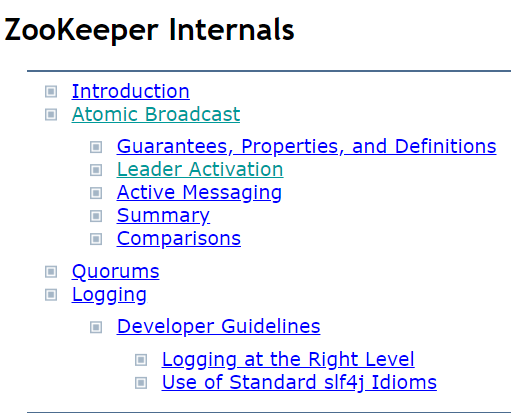 ZooKeeper Internals
Introduction
Atomic Broadcast
Guarantees, Properties, and Definitions
Leader Activation
Active Messaging
Summary
Comparisons
Quorums
Logging
Developer Guidelines
Logging at the Right Level
Use of Standard slf4j Idioms